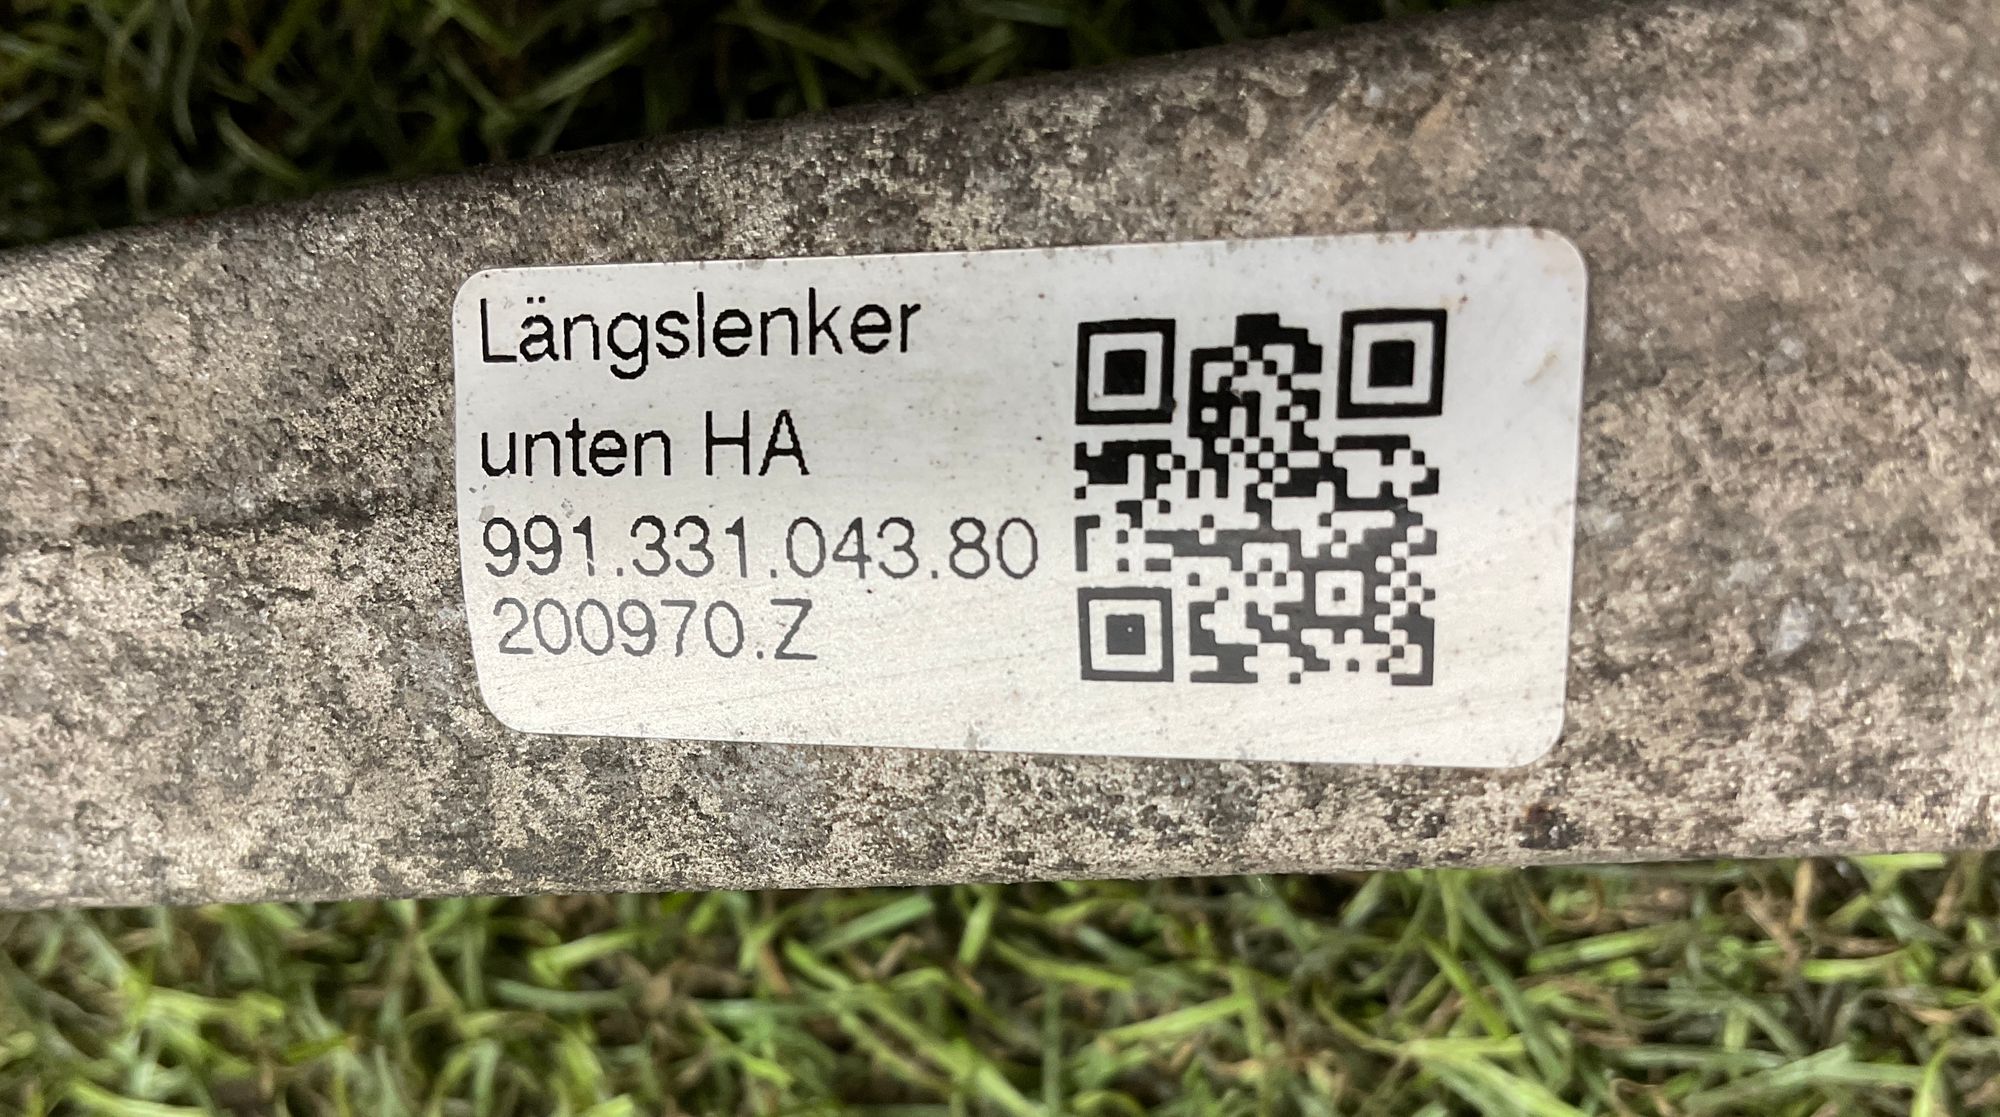 Längslenker
unten HA
991.331.043.80
200970.Z